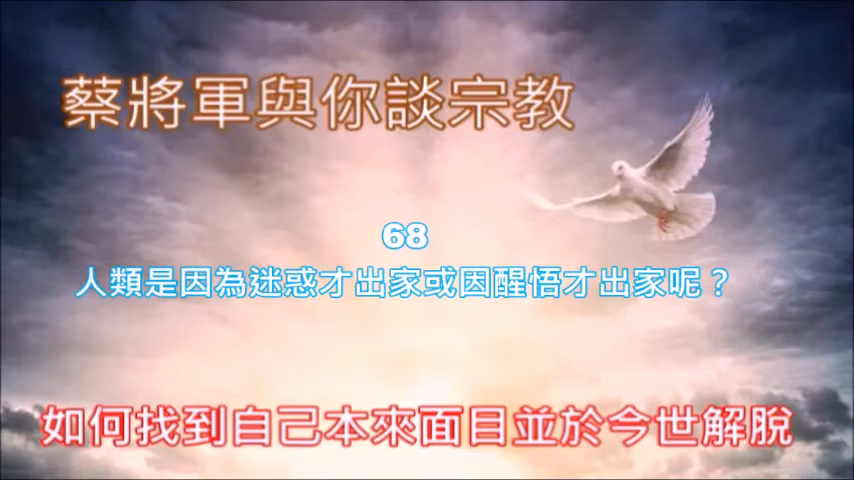 蔡將軍與你談宗教
68
人類是因為迷惑才出家或因醒悟才出家呢？
如何找到自己本來面目並於今世解脫